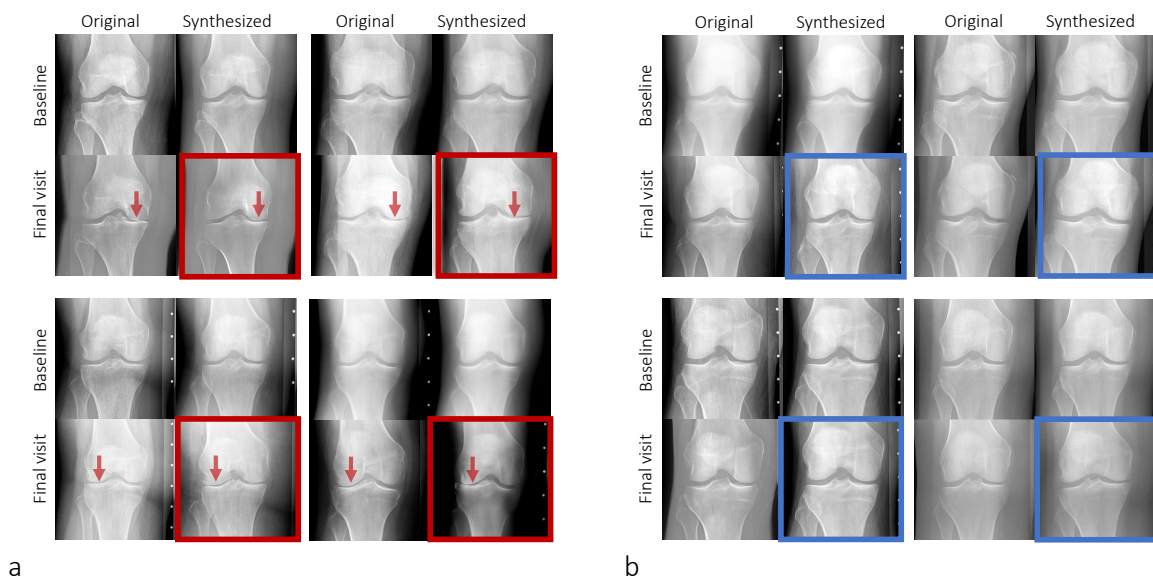 Original Synthesized Original Synthesized
Baseline
Final visit
Baseline
Final visit
a
Original Synthesized Original Synthesized
Baseline
Final visit
Baseline
Final visit
b